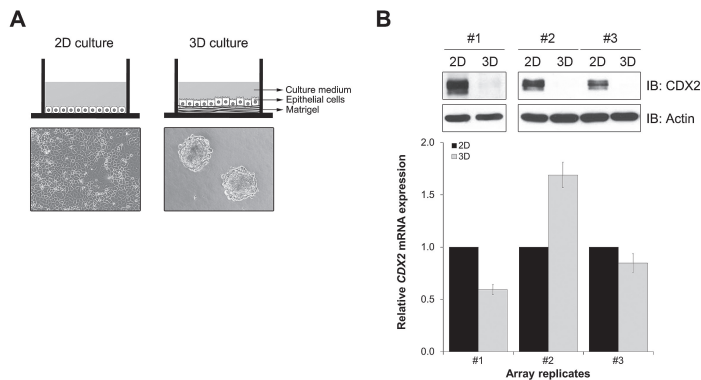 A
2D culture 3D culture
Culture medium
Epithelial cells
Matrigel
B
#1 #2 #3
2D 3D 2D 3D 2D 3D
IB: CDX2
IB: Actin
2D
3D
Relative CDX2 mRNA expression
2.0
1.5
1.0
0.5
0.0
#1 #2 #3
Array replicates